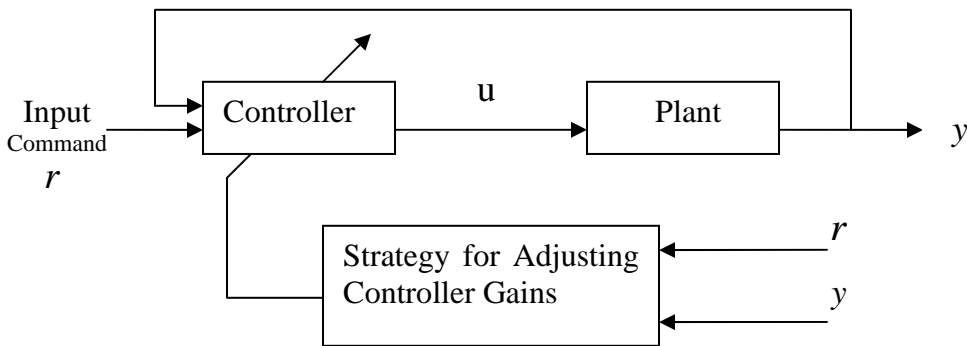 Input
Command
r
Controller
u
Plant
y
Strategy for Adjusting
Controller Gains
r
y